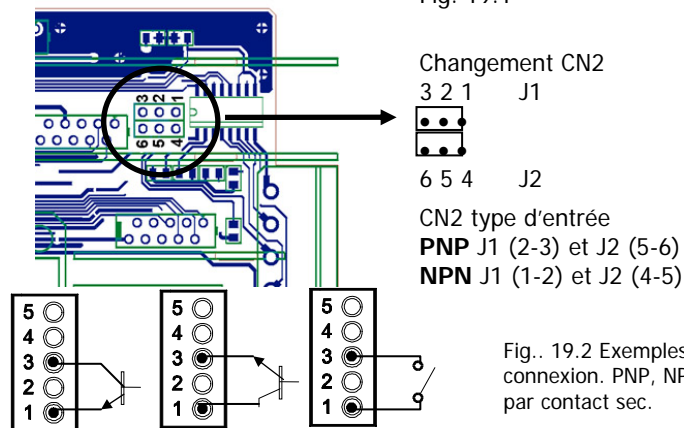 Fig. 19.1
Changement CN2
3 2 1 J1
6 5 4 J2
CN2 type d'entrée
PNP J1 (2-3) et J2 (5-6)
NPN J1 (1-2) et J2 (4-5)
3 2 1
6 5 4
5
4
3
2
1
5
4
3
2
1
5
4
3
2
1
Fig.. 19.2 Exemples
connexion. PNP, NP
par contact sec.